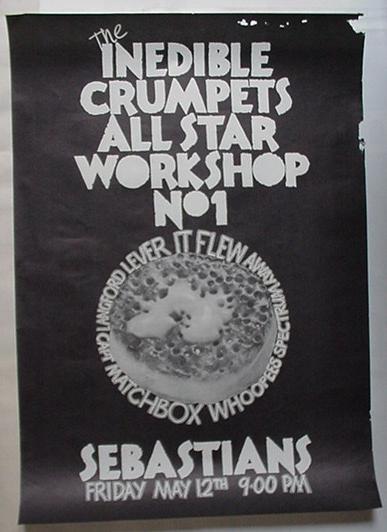 the
INEDIBLE
CRUMPETS
ALL STAR
WORKSHOP
No1
LANGFORD LEVER IT FLEW AWAY SPECTRUM WHOOPERS MATCHBOX
SEBASTIANS
FRIDAY MAY 12TH 9·00 PM